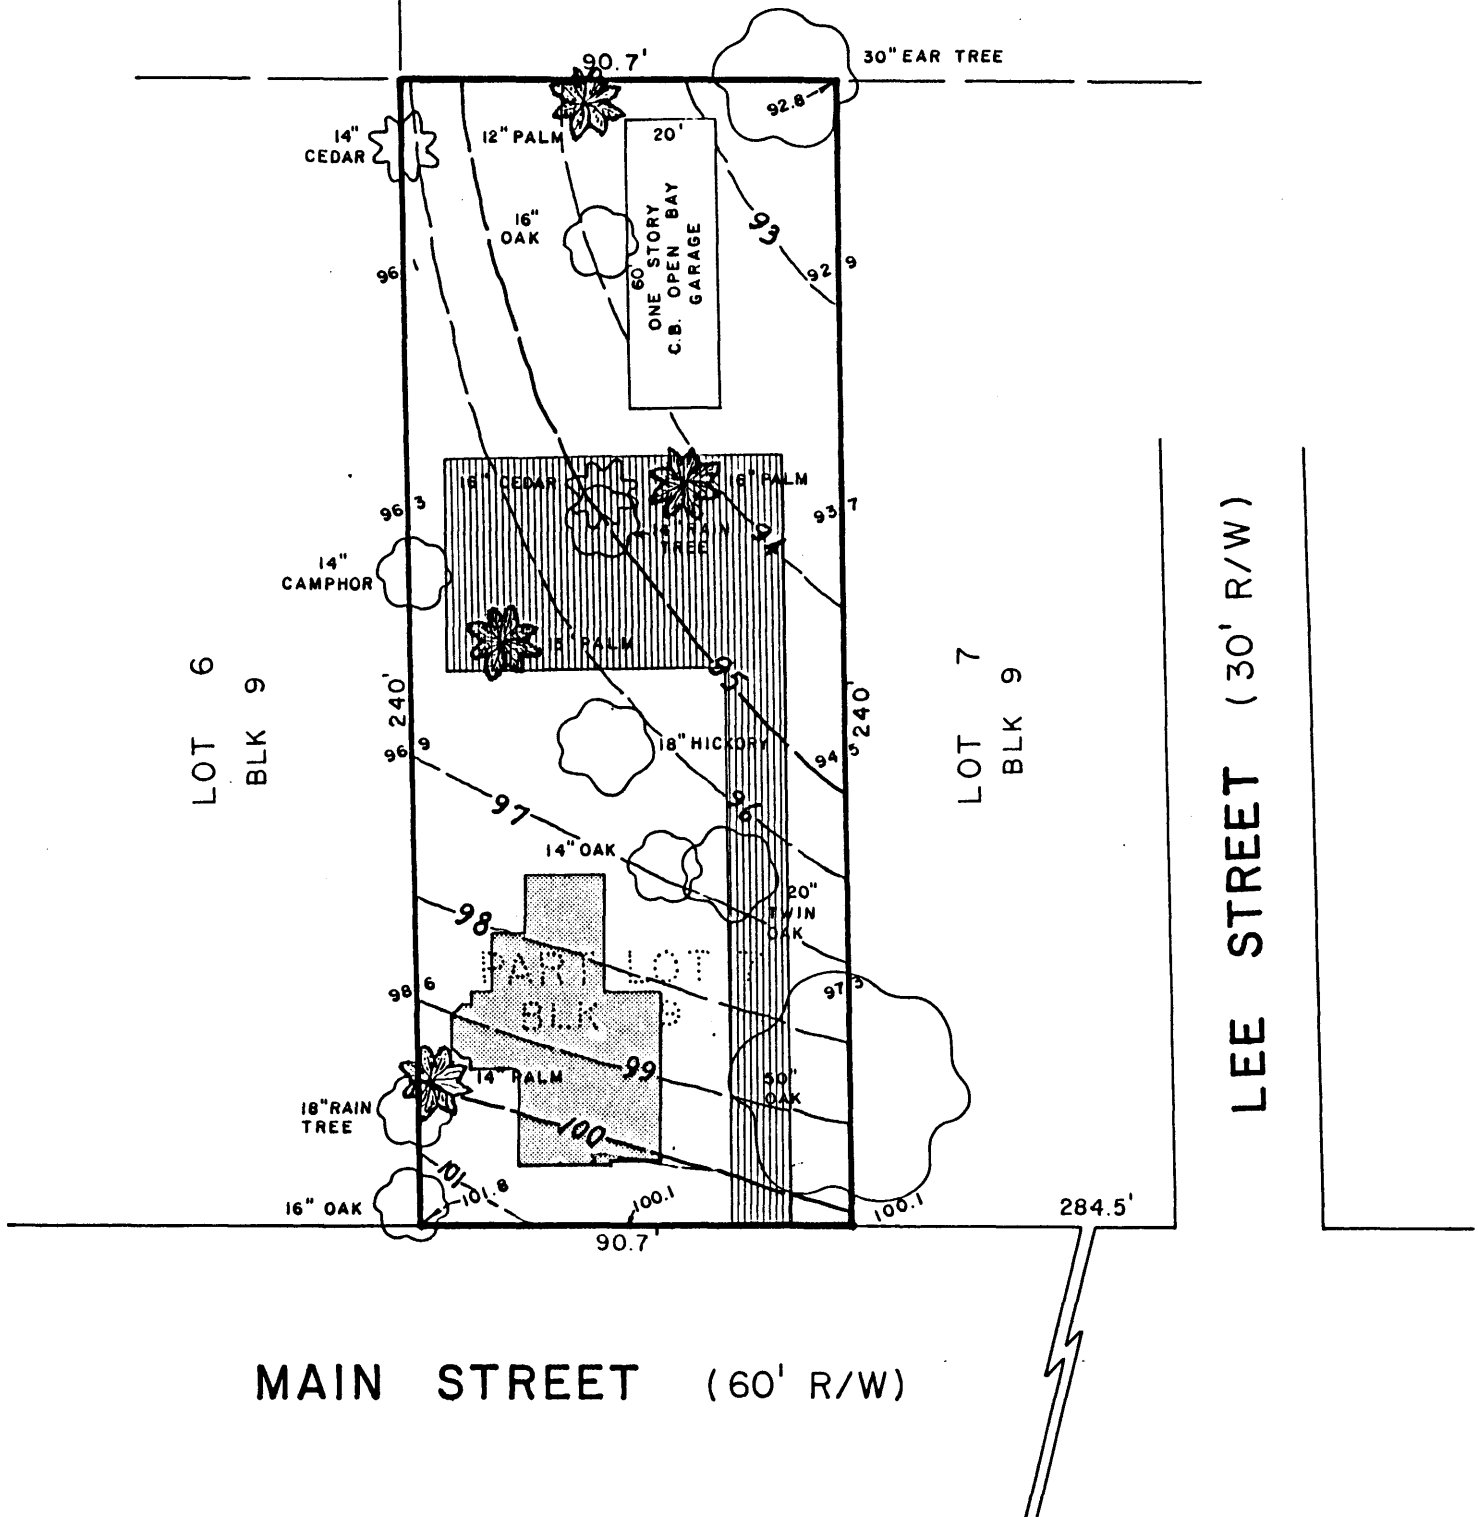 90.7'
30" EAR TREE
92.8
14"
CEDAR
12" PALM
20'
16"
OAK
60'
ONE STORY
C.B. OPEN BAY
GARAGE
93
96.1
92.9
16" CEDAR
16" PALM
14" RAIN
TREE
94
96.3
93.7
14"
CAMPHOR
15" PALM
95
LOT 6
BLK 9
240'
240'
LOT 7
BLK 9
LEE STREET (30' R/W)
96.9
18" HICKORY
94.5
97
96
14" OAK
20"
TWIN
OAK
98
PART LOT 7
BLK 9
98.6
97.3
99
14" PALM
50"
OAK
18" RAIN
TREE
100
101
101.8
16" OAK
100.1
100.1
284.5'
90.7'
MAIN STREET (60' R/W)